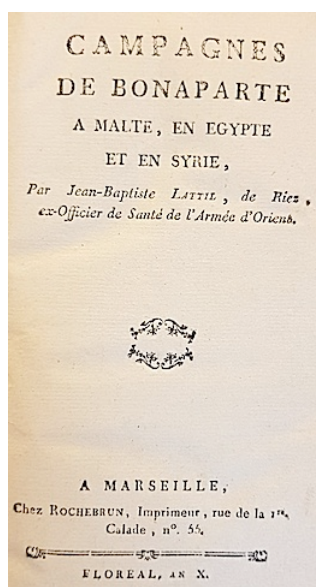 CAMPAGNES
DE BONAPARTE
A MALTE, EN EGYPTE
ET EN SYRIE,
Par Jean-Baptiste LATTIL, de Riez,
ex-Officier de Santé de l'Armée d'Orient.
A MARSEILLE,
Chez ROCHEBRUN, Imprimeur, rue de la 1re.
Calade, n°. 55.
FLOREAL, AN X.